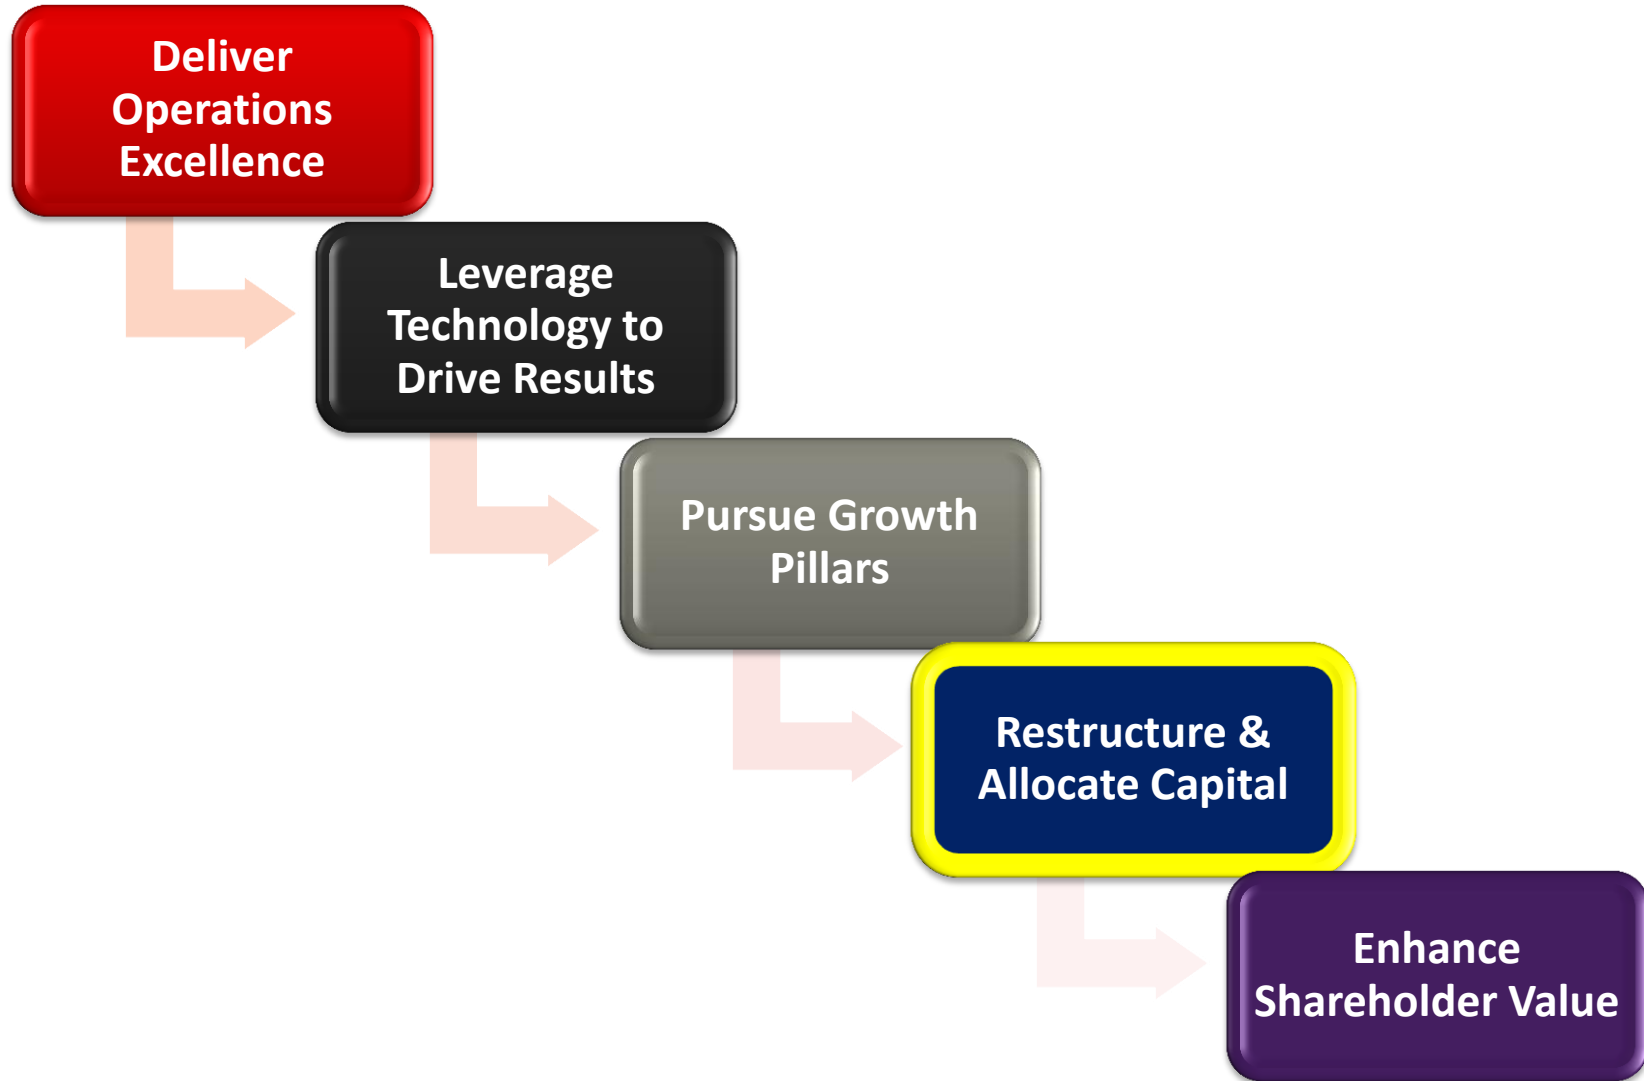 Deliver
Operations
Excellence
Leverage
Technology to
Drive Results
Pursue Growth
Pillars
Restructure &
Allocate Capital
Enhance
Shareholder Value